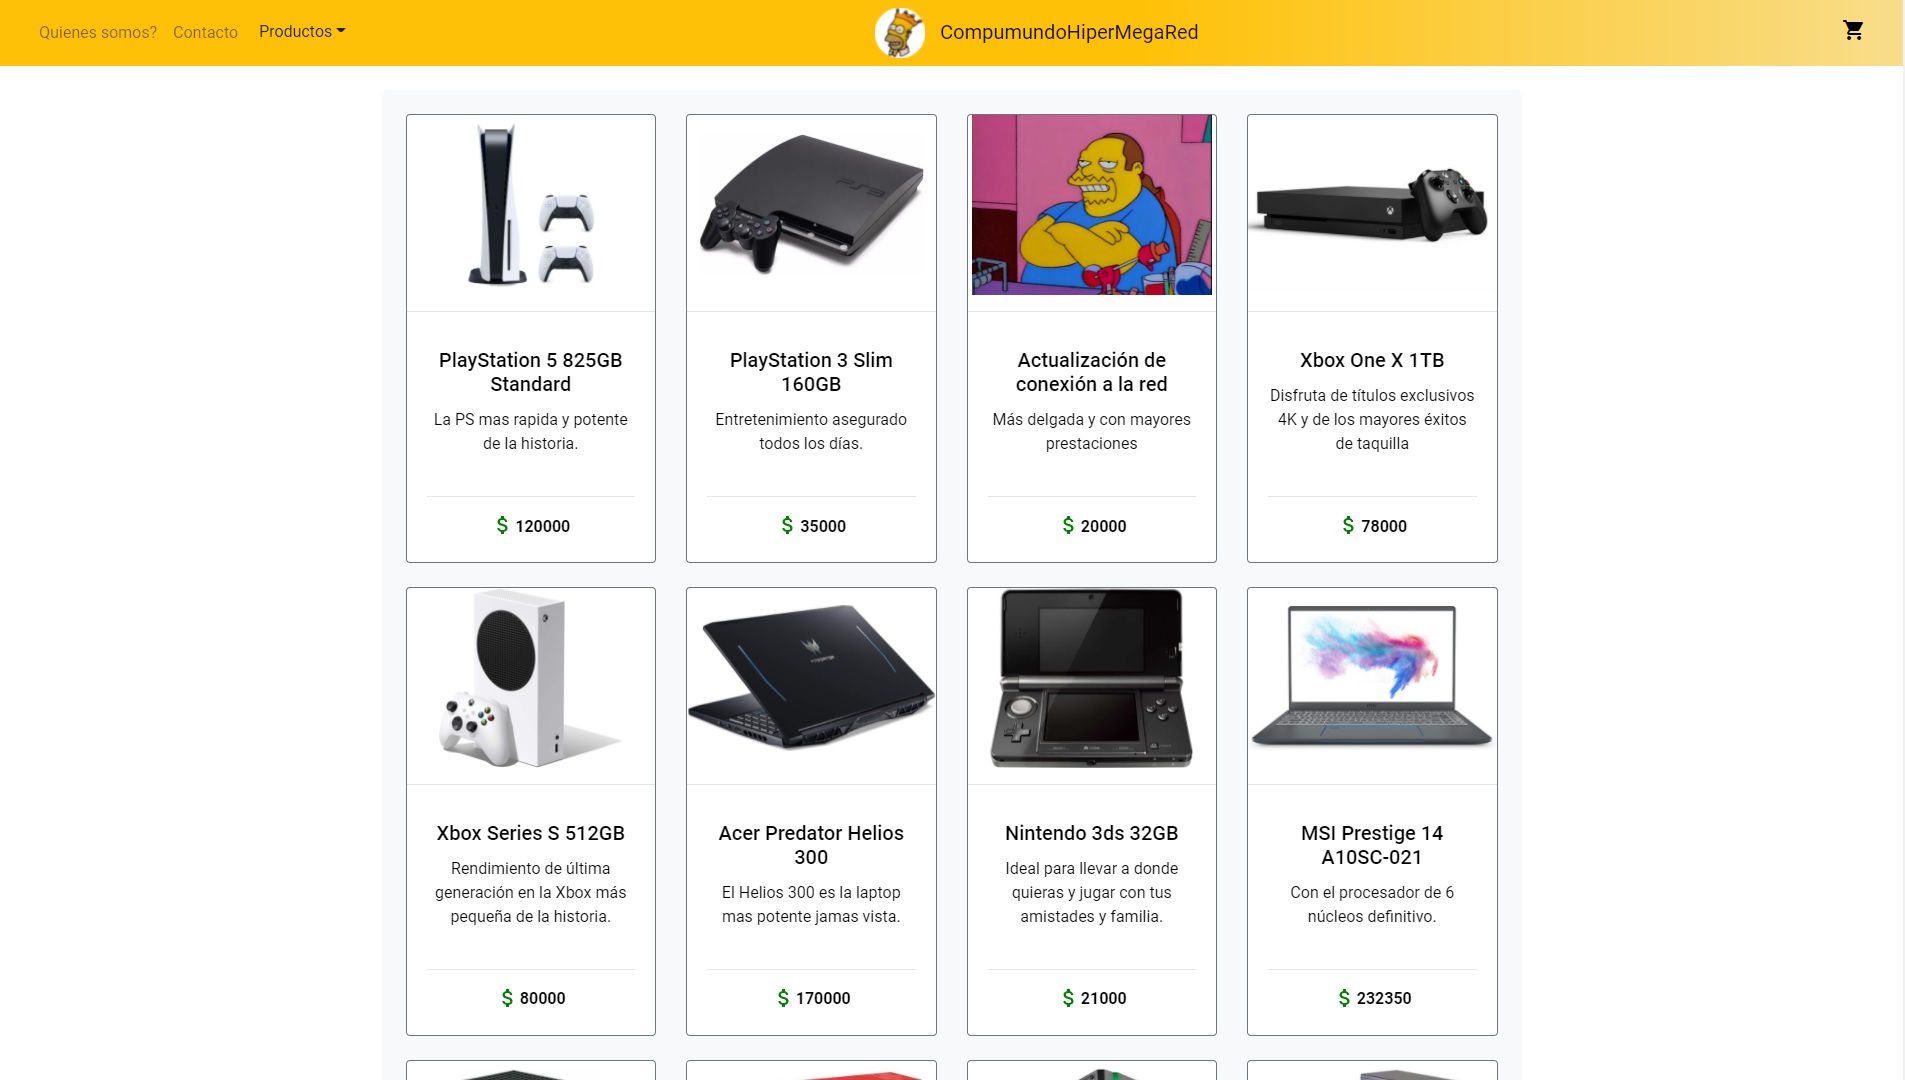 Quienes somos? Contacto Productos
CompumundoHiperMegaRed
PlayStation 5 825GB
Standard
La PS mas rapida y potente
de la historia.
$ 120000
PS3
PlayStation 3 Slim
160GB
Entretenimiento asegurado
todos los días.
$ 35000
Actualización de
conexión a la red
Más delgada y con mayores
prestaciones
$ 20000
Xbox One X 1TB
Disfruta de títulos exclusivos
4K y de los mayores éxitos
de taquilla
$ 78000
Xbox Series S 512GB
Rendimiento de última
generación en la Xbox más
pequeña de la historia.
$ 80000
Acer Predator Helios
300
El Helios 300 es la laptop
mas potente jamas vista.
$ 170000
Nintendo 3ds 32GB
Ideal para llevar a donde
quieras y jugar con tus
amistades y familia.
$ 21000
MSI Prestige 14
A10SC-021
Con el procesador de 6
núcleos definitivo.
$ 232350